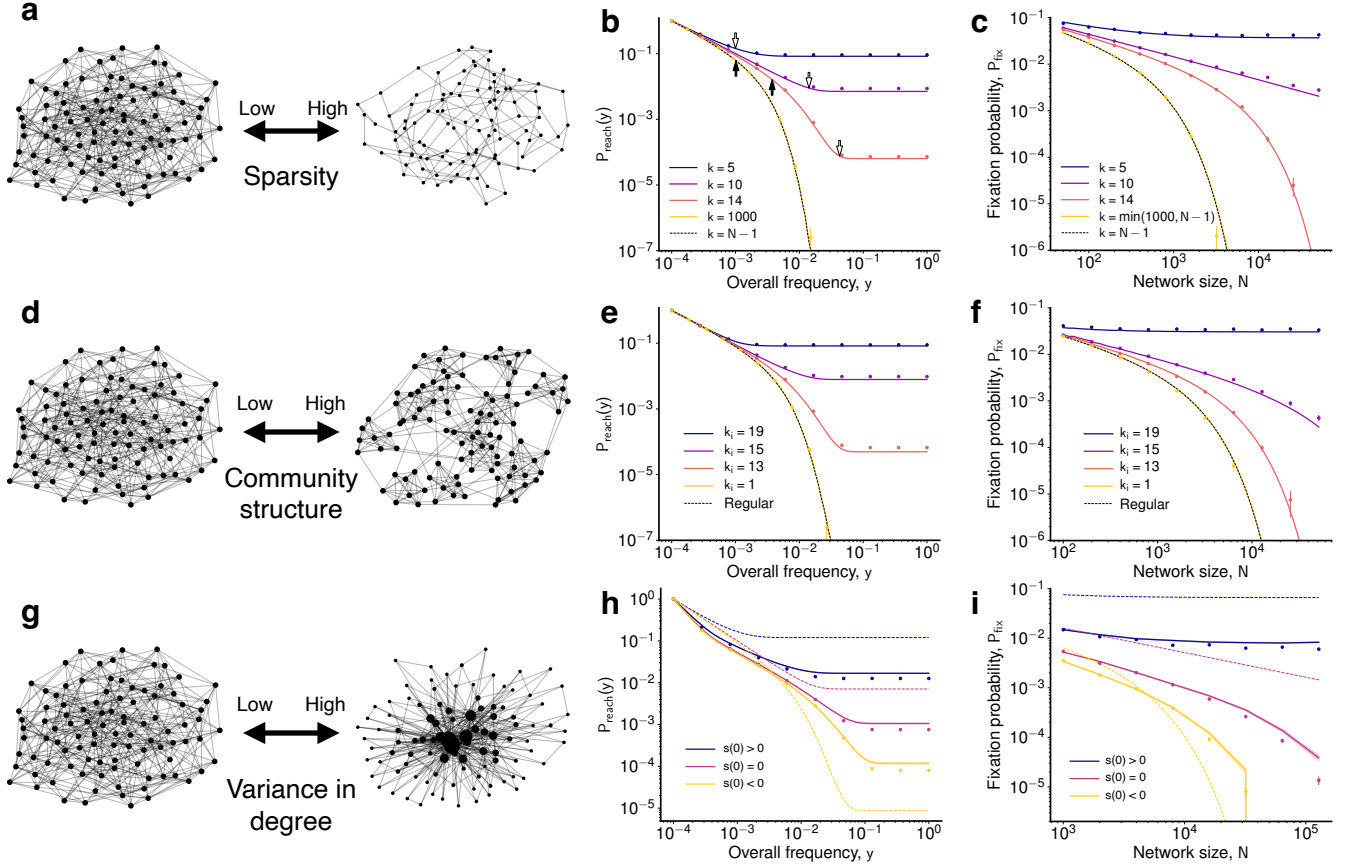 a
Low High
Sparsity
b
P_reach(y)
10^-1
10^-3
10^-5
10^-7
k = 5
k = 10
k = 14
k = 1000
k = N − 1
10^-4 10^-3 10^-2 10^-1 10^0
Overall frequency, y
c
Fixation probability, P_fix
10^-1
10^-2
10^-3
10^-4
10^-5
10^-6
k = 5
k = 10
k = 14
k = min(1000, N − 1)
k = N − 1
10^2 10^3 10^4
Network size, N
d
Low High
Community
structure
e
P_reach(y)
10^-1
10^-3
10^-5
10^-7
k_i = 19
k_i = 15
k_i = 13
k_i = 1
Regular
10^-4 10^-3 10^-2 10^-1 10^0
Overall frequency, y
f
Fixation probability, P_fix
10^-1
10^-2
10^-3
10^-4
10^-5
10^-6
k_i = 19
k_i = 15
k_i = 13
k_i = 1
Regular
10^2 10^3 10^4
Network size, N
g
Low High
Variance in
degree
h
P_reach(y)
10^0
10^-1
10^-2
10^-3
10^-4
10^-5
s(0) > 0
s(0) = 0
s(0) < 0
10^-4 10^-3 10^-2 10^-1 10^0
Overall frequency, y
i
Fixation probability, P_fix
10^-1
10^-2
10^-3
10^-4
10^-5
s(0) > 0
s(0) = 0
s(0) < 0
10^3 10^4 10^5
Network size, N